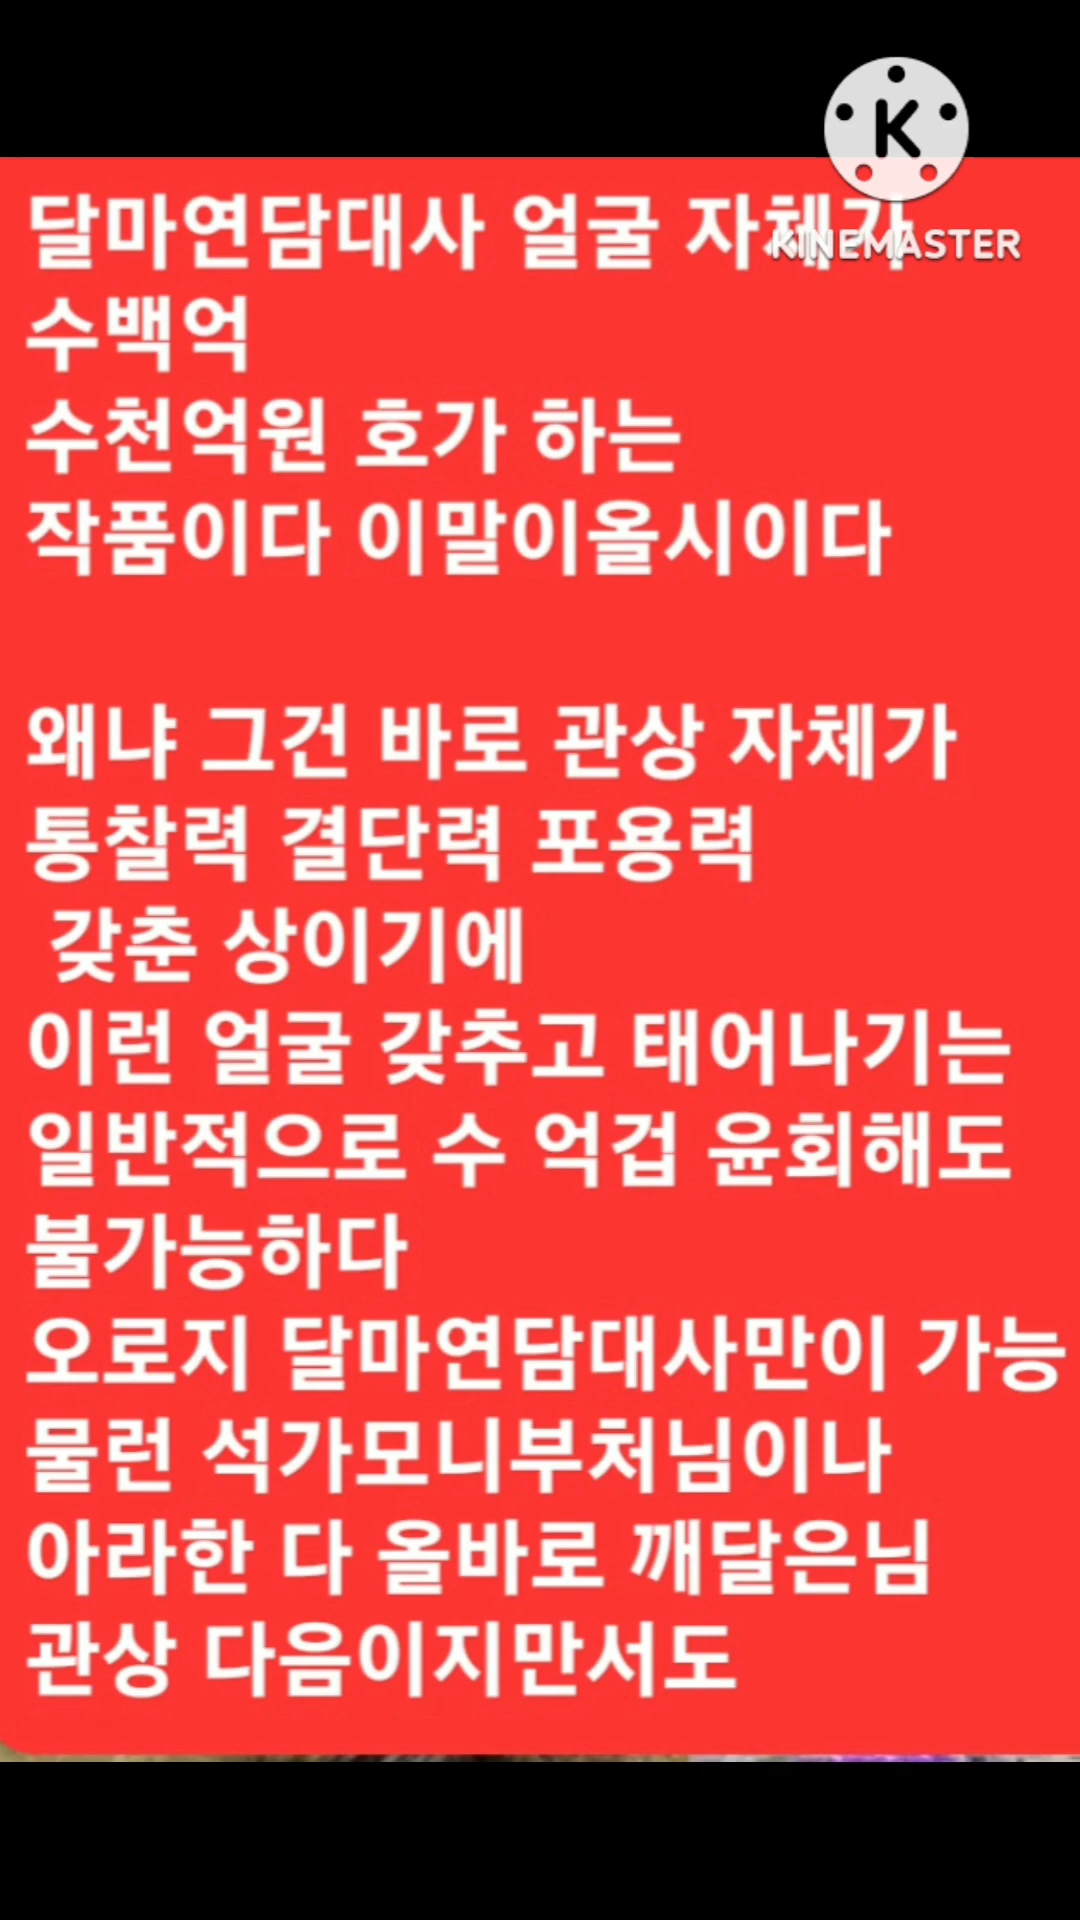 K
KINEMASTER
달마연담대사 얼굴 자체가
수백억
수천억원 호가 하는
작품이다 이말이올시이다
왜냐 그건 바로 관상 자체가
통찰력 결단력 포용력
갖춘 상이기에
이런 얼굴 갖추고 태어나기는
일반적으로 수 억겁 윤회해도
불가능하다
오로지 달마연담대사만이 가능
물런 석가모니부처님이나
아라한 다 올바로 깨달은님
관상 다음이지만서도